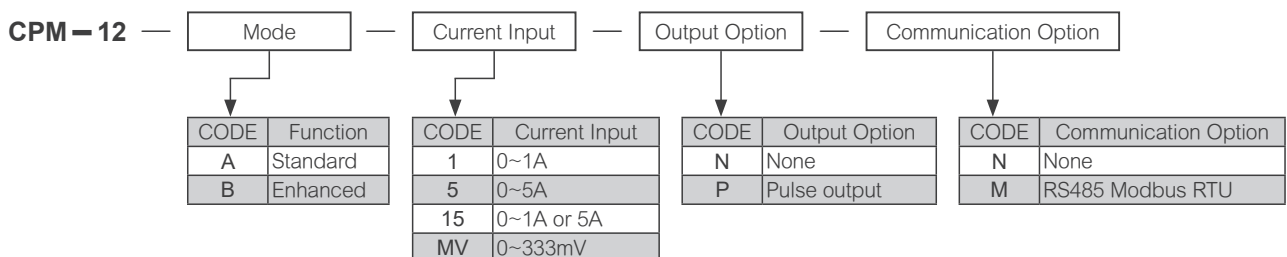 CPM-12 — Mode — Current Input — Output Option — Communication Option
CODE Function
A Standard
B Enhanced
CODE Current Input
1 0~1A
5 0~5A
15 0~1A or 5A
MV 0~333mV
CODE Output Option
N None
P Pulse output
CODE Communication Option
N None
M RS485 Modbus RTU